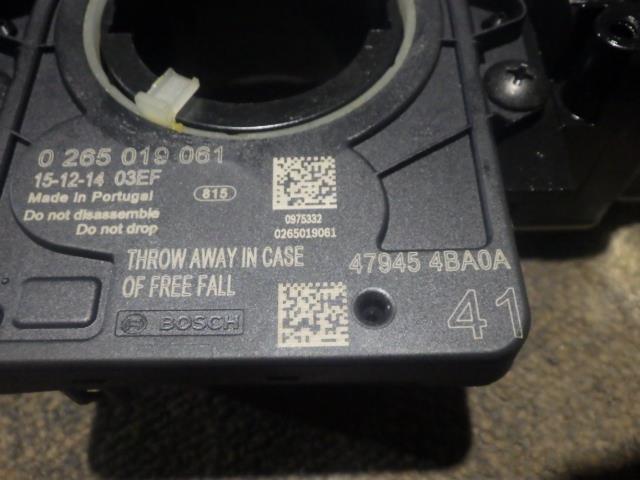 0 265 019 061
15-12-14 03EF
Made in Portugal
815
Do not disassemble
Do not drop
0975332
0265019061
THROW AWAY IN CASE
OF FREE FALL
47945 4BA0A
BOSCH
41